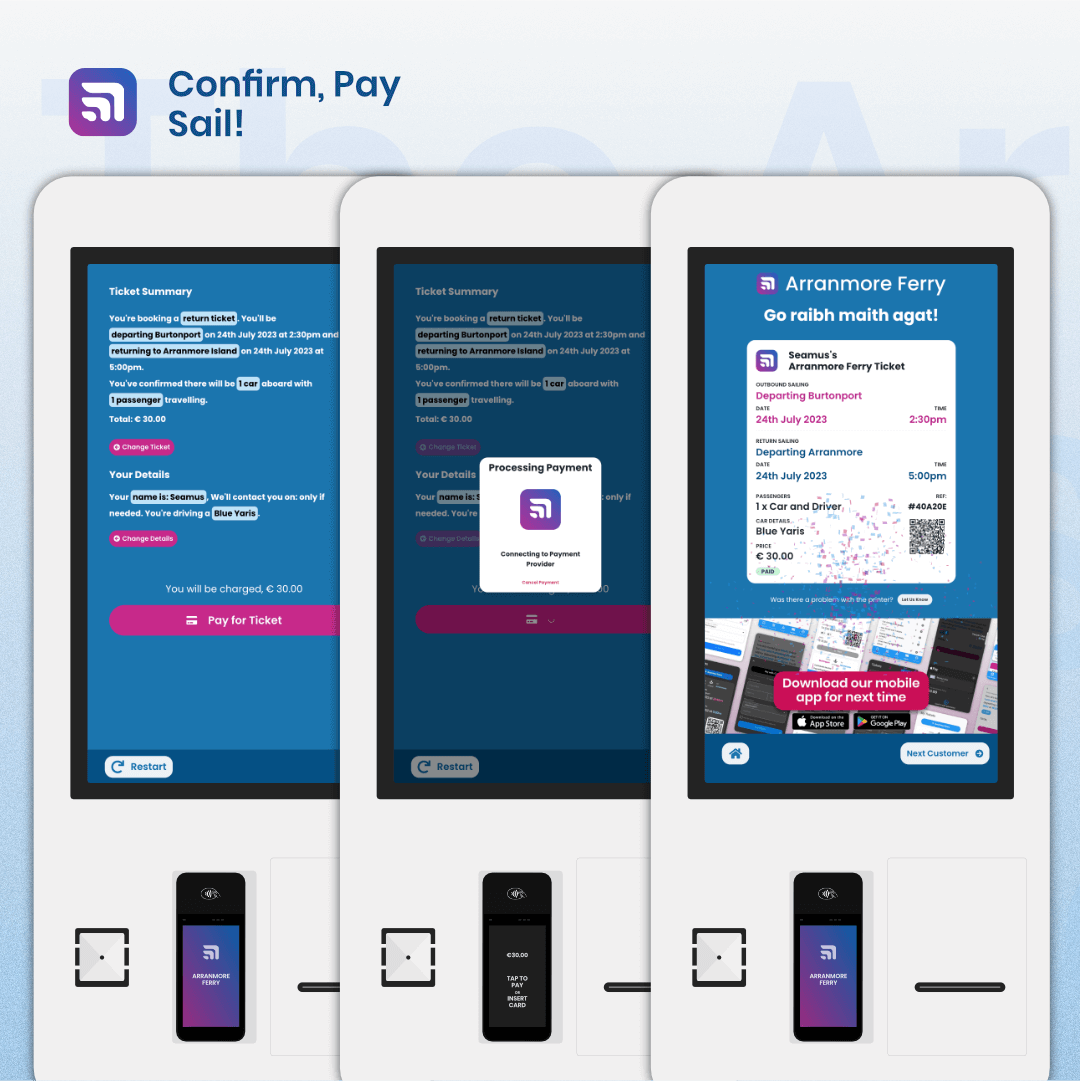 Confirm, Pay
Sail!
The Ar
Ticket Summary
You're booking a return ticket. You'll be
departing Burtonport on 24th July 2023 at 2:30pm and
returning to Arranmore Island on 24th July 2023 at
5:00pm.
You've confirmed there will be 1 car aboard with
1 passenger travelling.
Total: € 30.00
Change Ticket
Your Details
Your name is: Seamus. We'll contact you on: only if
needed. You're driving a Blue Yaris.
Change Details
You will be charged, € 30.00
Pay for Ticket
Restart
ARRANMORE
FERRY
Ticket Summary
You're booking a return ticket. You'll be
departing Burtonport on 24th July 2023 at 2:30pm and
returning to Arranmore Island on 24th July 2023 at
5:00pm.
You've confirmed there will be 1 car aboard with
1 passenger travelling.
Total: € 30.00
Change Ticket
Your Details
Your name is: S
: only if
needed. You're
Change Details
Processing Payment
Connecting to Payment
Provider
Cancel Payment
Restart
€30.00
TAP TO
PAY
OR
INSERT
CARD
Arranmore Ferry
Go raibh maith agat!
Seamus's
Arranmore Ferry Ticket
OUTBOUND SAILING
Departing Burtonport
DATE TIME
24th July 2023 2:30pm
RETURN SAILING
Departing Arranmore
DATE TIME
24th July 2023 5:00pm
PASSENGERS REF:
1 x Car and Driver #40A20E
CAR DETAILS
Blue Yaris
PRICE
€ 30.00
PAID
Was there a problem with the printer? Let Us Know
Download our mobile
app for next time
Download on the
App Store
GET IT ON
Google Play
Next Customer
ARRANMORE
FERRY